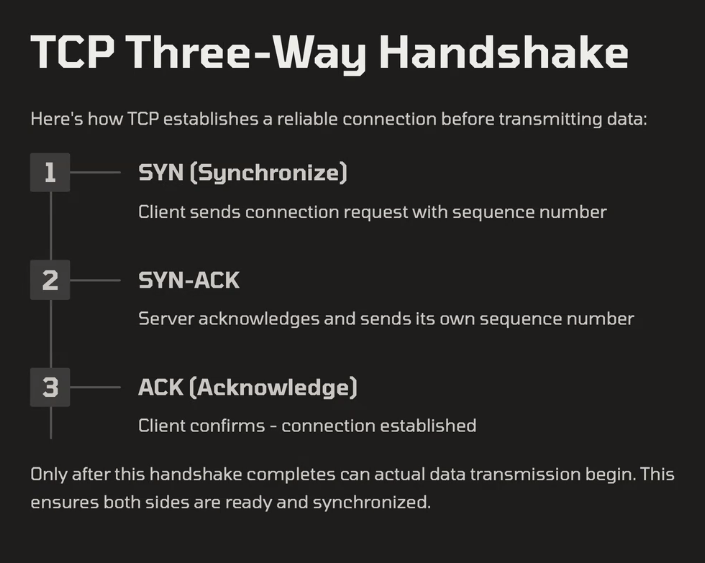 TCP Three-Way Handshake
Here's how TCP establishes a reliable connection before transmitting data:
1
SYN (Synchronize)
Client sends connection request with sequence number
2
SYN-ACK
Server acknowledges and sends its own sequence number
3
ACK (Acknowledge)
Client confirms - connection established
Only after this handshake completes can actual data transmission begin. This
ensures both sides are ready and synchronized.